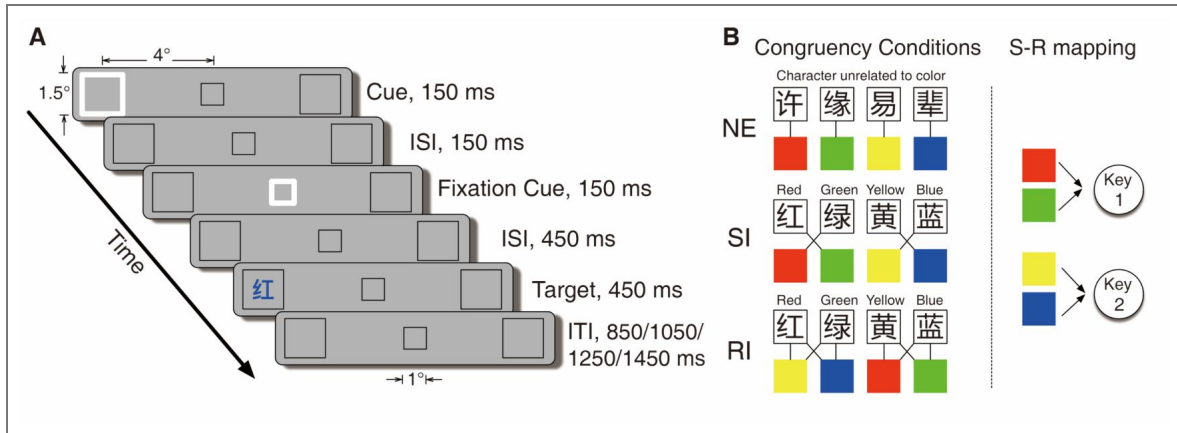 A
4°
1.5°
Cue, 150 ms
ISI, 150 ms
Fixation Cue, 150 ms
ISI, 450 ms
红
Target, 450 ms
ITI, 850/1050/
1250/1450 ms
1°
Time
B
Congruency Conditions
S-R mapping
Character unrelated to color
NE
许 缘 易 辈
Red Green Yellow Blue
SI
红 绿 黄 蓝
Red Green Yellow Blue
RI
红 绿 黄 蓝
Key
1
Key
2